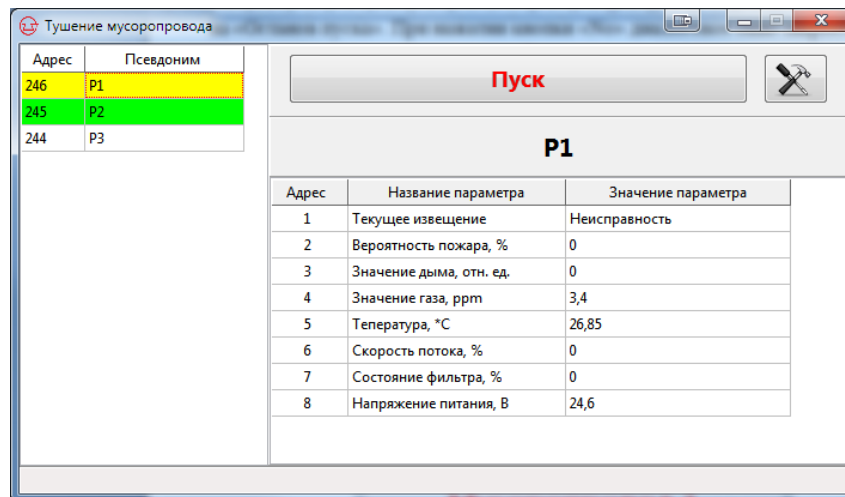 Тушение мусоропровода
Адрес Псевдоним
246 P1
245 P2
244 P3
Пуск
P1
Адрес Название параметра Значение параметра
1 Текущее извещение Неисправность
2 Вероятность пожара, % 0
3 Значение дыма, отн. ед. 0
4 Значение газа, ppm 3,4
5 Тепература, *С 26,85
6 Скорость потока, % 0
7 Состояние фильтра, % 0
8 Напряжение питания, В 24,6